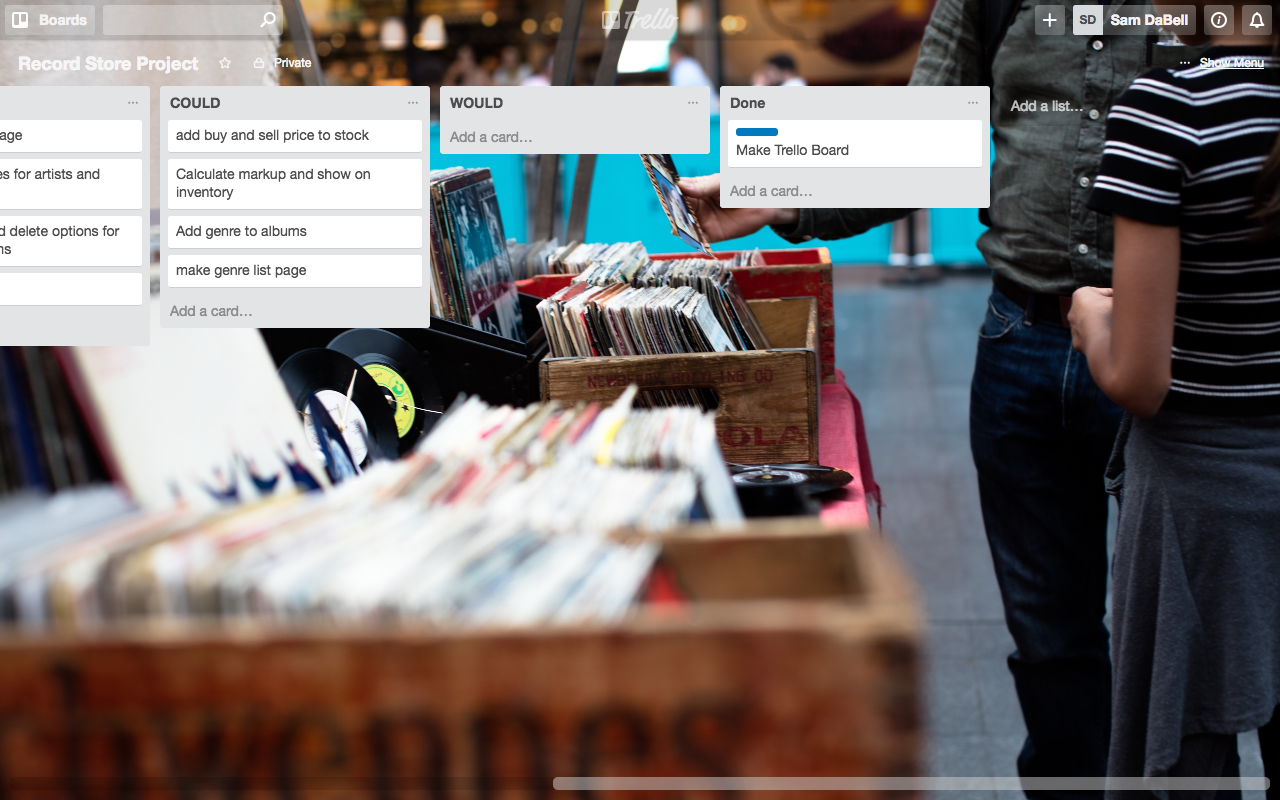 Boards
Trello
SD Sam DaBell
Record Store Project
Private
... Show Menu
age
es for artists and
d delete options for
ns
COULD
add buy and sell price to stock
Calculate markup and show on
inventory
Add genre to albums
make genre list page
Add a card…
WOULD
Add a card…
Done
Make Trello Board
Add a card…
Add a list…